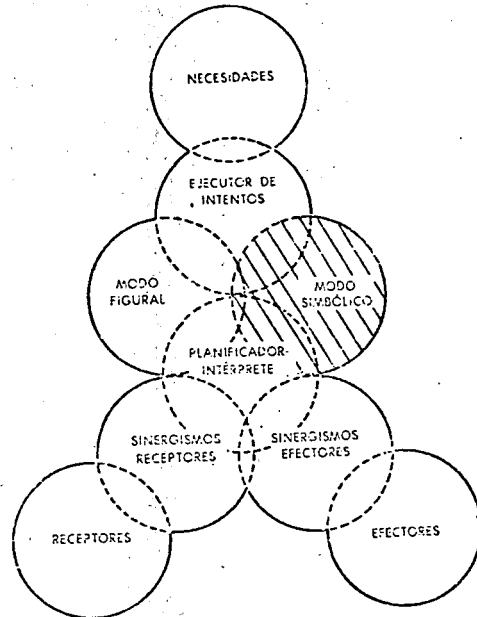 NECESIDADES
EJECUTOR DE
INTENTOS
MODO
FIGURAL
MODO
SIMBÓLICO
PLANIFICADOR-
INTÉRPRETE
SINERGISMOS
RECEPTORES
SINERGISMOS
EFECTORES
RECEPTORES
EFECTORES